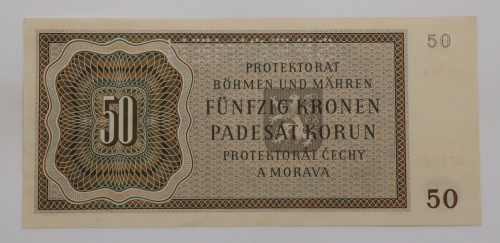 50
PROTEKTORAT
BÖHMEN UND MÄHREN
FÜNFZIG KRONEN
PADESÁT KORUN
PROTEKTORÁT ČECHY
A MORAVA
50
50